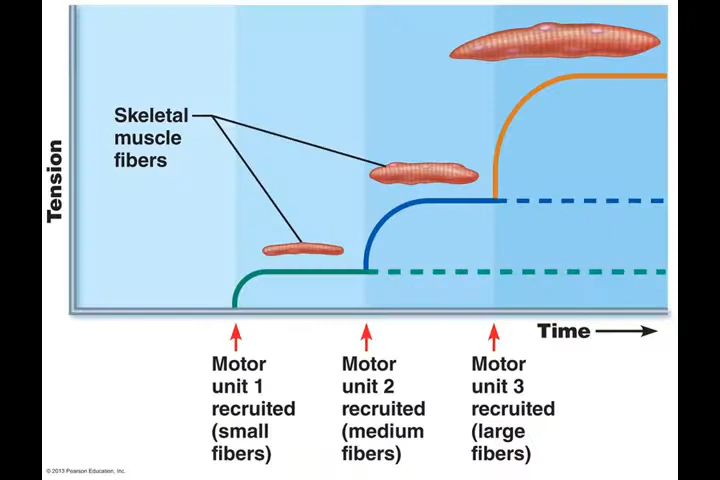 Skeletal
muscle
fibers
Tension
Time
Motor
unit 1
recruited
(small
fibers)
Motor
unit 2
recruited
(medium
fibers)
Motor
unit 3
recruited
(large
fibers)
© 2013 Pearson Education, Inc.